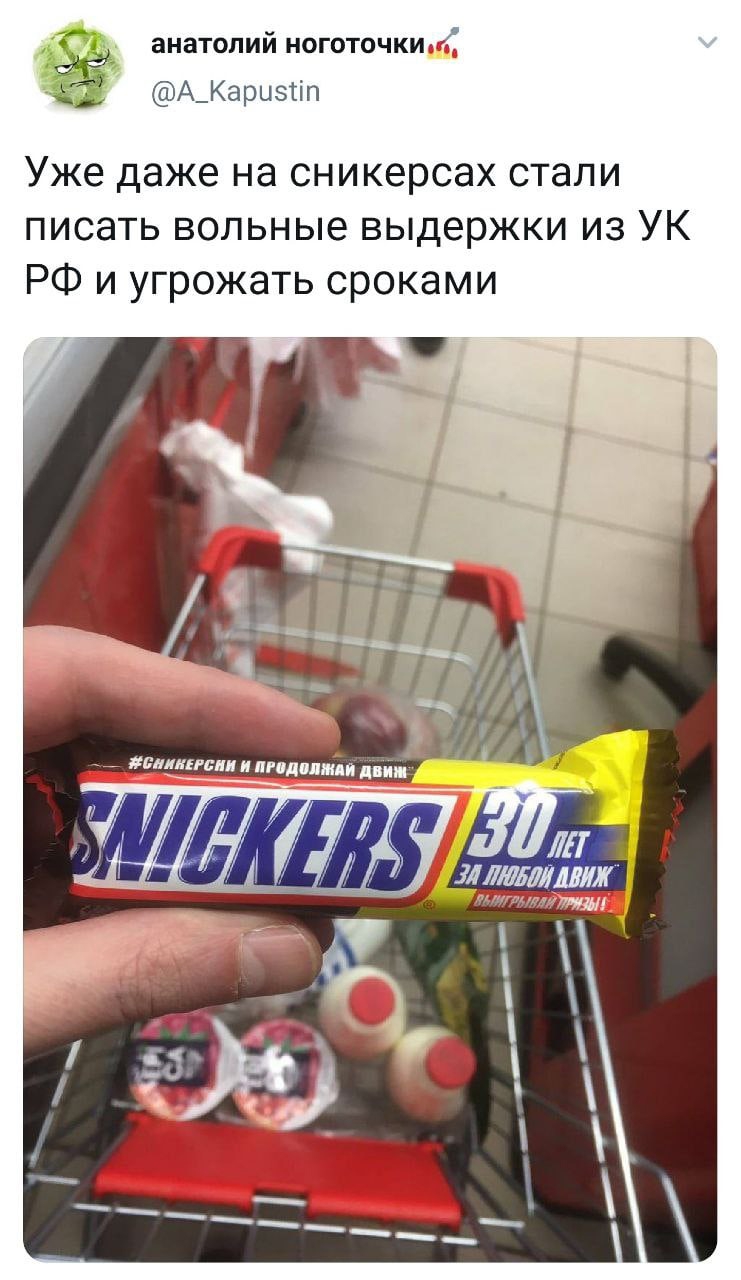 анатолий ноготочки💅
@A_Kapustin
Уже даже на сникерсах стали
писать вольные выдержки из УК
РФ и угрожать сроками
#СНИКЕРСНИ И ПРОДОЛЖАЙ ДВИЖ
SNICKERS®
30 ЛЕТ
ЗА ЛЮБОЙ ДВИЖ
ВЫИГРЫВАЙ ПРИЗЫ!